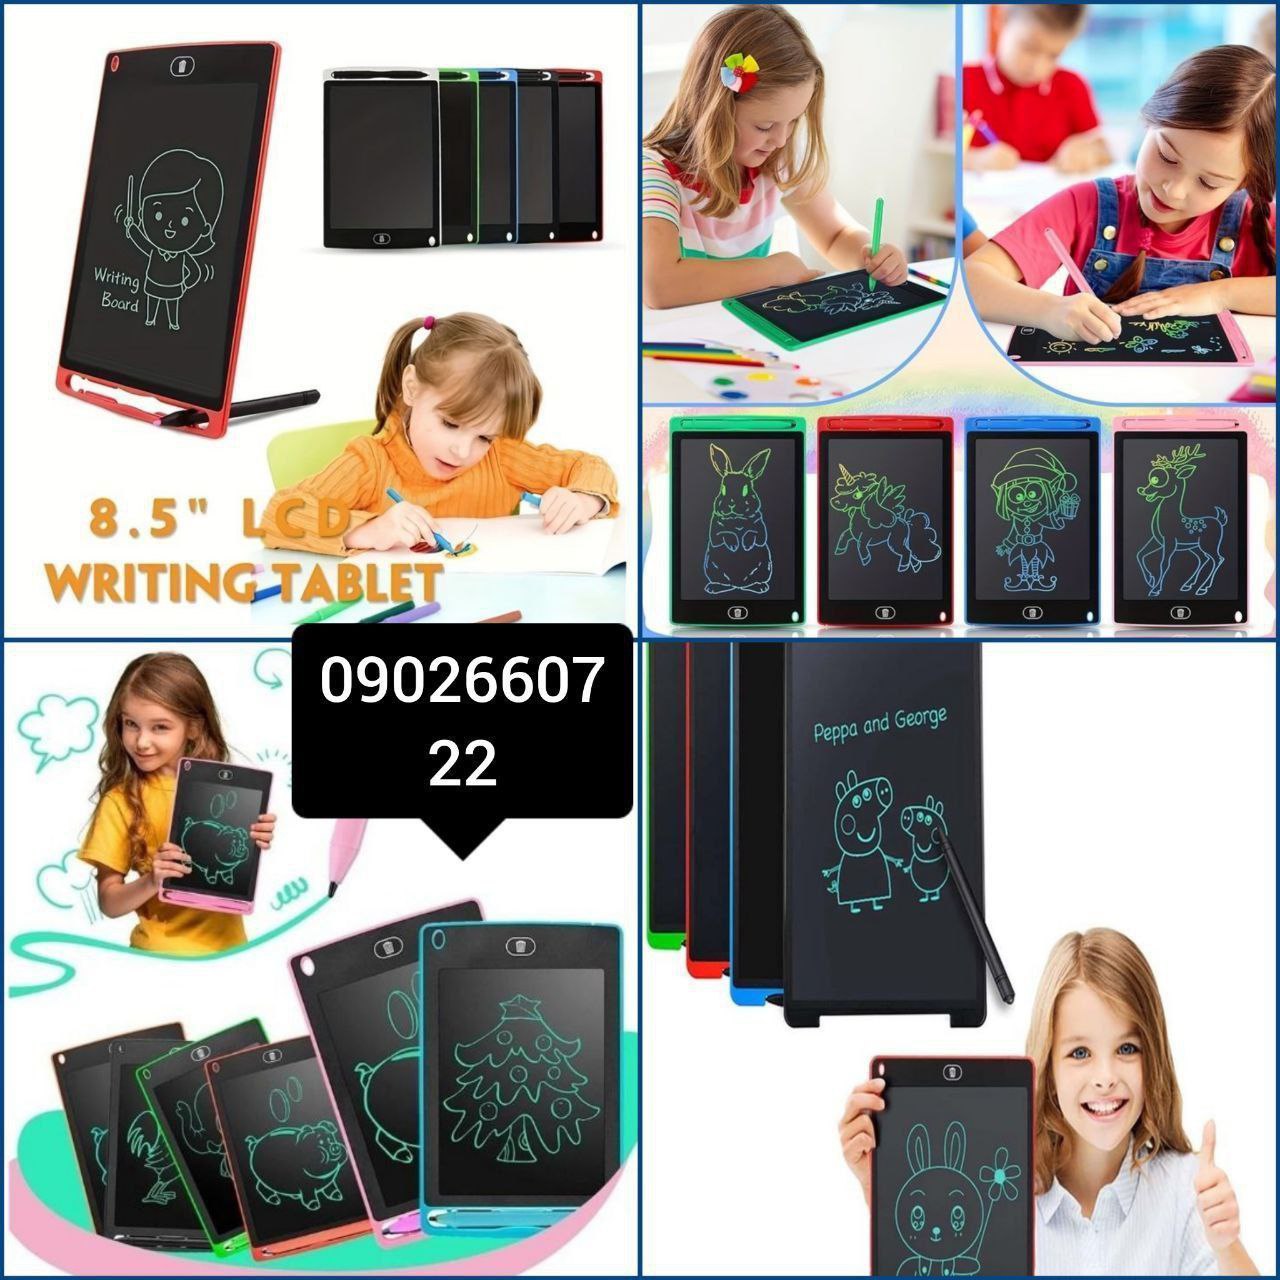 Writing
Board
8.5" LCD
WRITING TABLET
09026607
22
Peppa and George